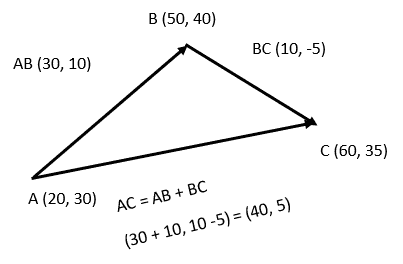 B (50, 40)
AB (30, 10)
BC (10, -5)
C (60, 35)
A (20, 30)
AC = AB + BC
(30 + 10, 10 -5) = (40, 5)